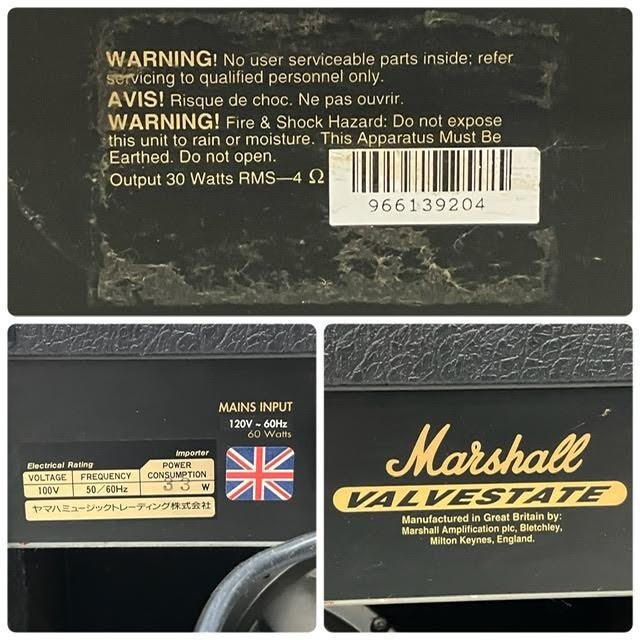 WARNING! No user serviceable parts inside; refer
servicing to qualified personnel only.
AVIS! Risque de choc. Ne pas ouvrir.
WARNING! Fire & Shock Hazard: Do not expose
this unit to rain or moisture. This Apparatus Must Be
Earthed. Do not open.
Output 30 Watts RMS—4 Ω
966139204
MAINS INPUT
120V ~ 60Hz
60 Watts
Importer
Electrical Rating
VOLTAGE FREQUENCY POWER CONSUMPTION
100V 50/60Hz 33 W
ヤマハミュージックトレーディング株式会社
Marshall
VALVESTATE
Manufactured in Great Britain by:
Marshall Amplification plc, Bletchley,
Milton Keynes, England.